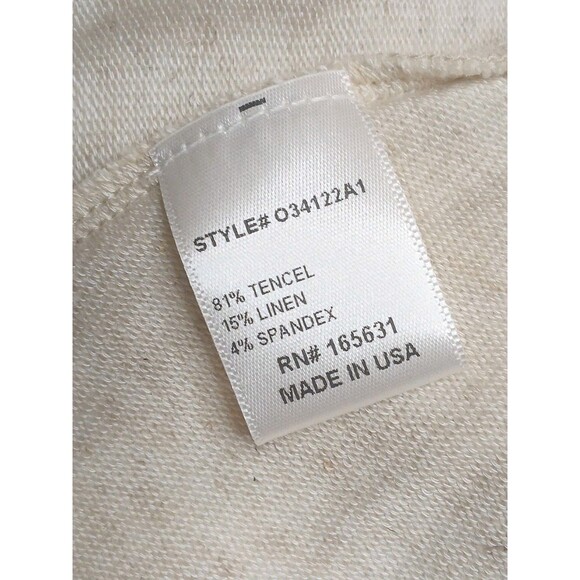 STYLE# O34122A1
81% TENCEL
15% LINEN
4% SPANDEX
RN# 165631
MADE IN USA